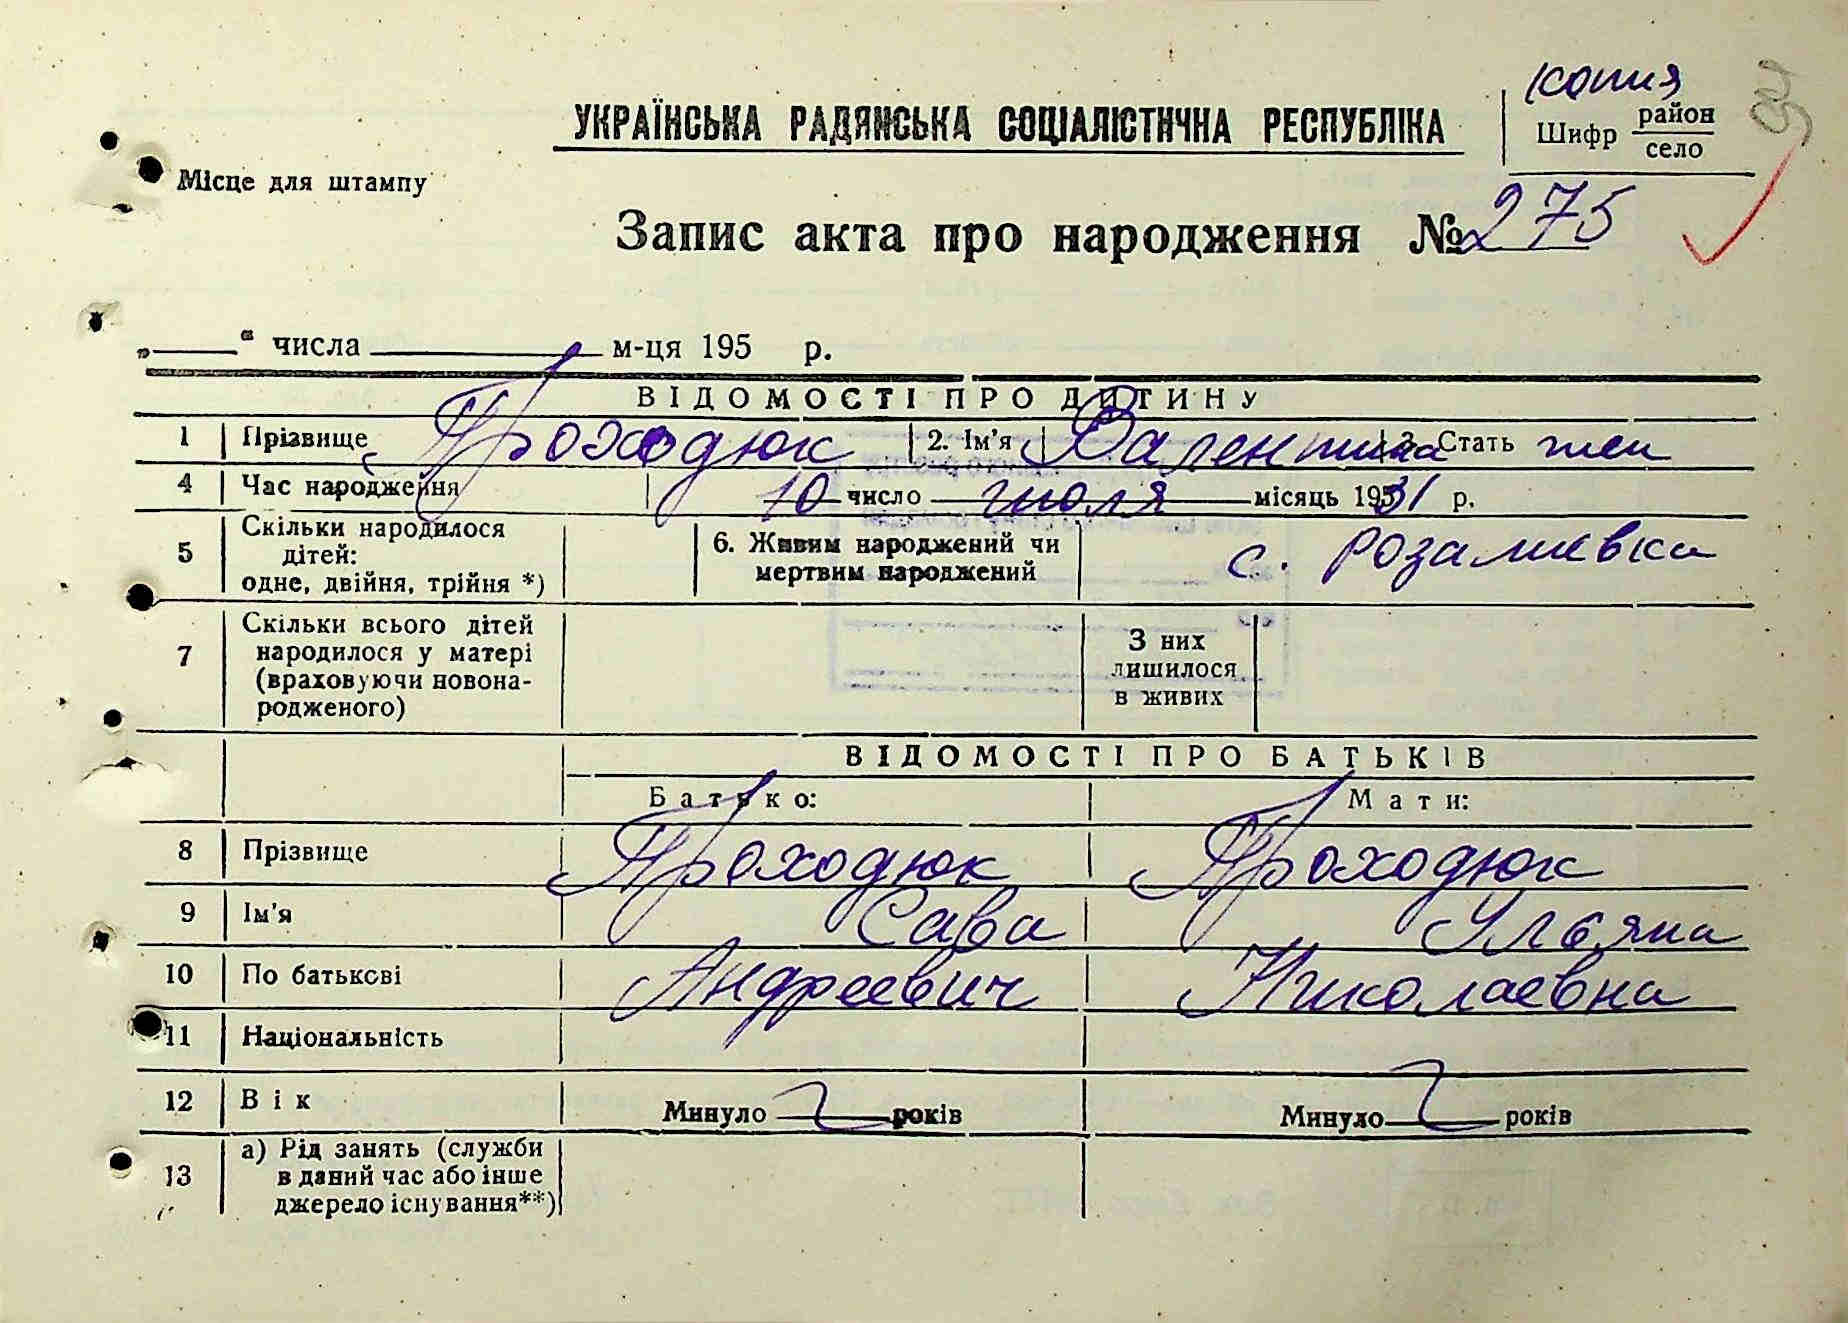 копия
УКРАЇНСЬКА РАДЯНСЬКА СОЦІАЛІСТИЧНА РЕСПУБЛІКА
Шифр район
село
94
Місце для штампу
Запис акта про народження № 275
„ “ числа м-ця 195 р.
ВІДОМОСТІ ПРО ДИТИНУ
1 Прізвище Проходюк 2. Ім'я Валентина 3. Стать жен
4 Час народження 10 число июля місяць 1931 р.
5 Скільки народилося дітей: одне, двійня, трійня *) 6. Живим народжений чи мертвим народжений с. Розалиевка
7 Скільки всього дітей народилося у матері (враховуючи новонародженого) З них лишилося в живих
ВІДОМОСТІ ПРО БАТЬКІВ
Батько: Мати:
8 Прізвище Проходюк Проходюк
9 Ім'я Сава Ульяна
10 По батькові Андреевич Николаевна
11 Національність
12 Вік Минуло років Минуло років
13 а) Рід занять (служби в даний час або інше джерело існування**)